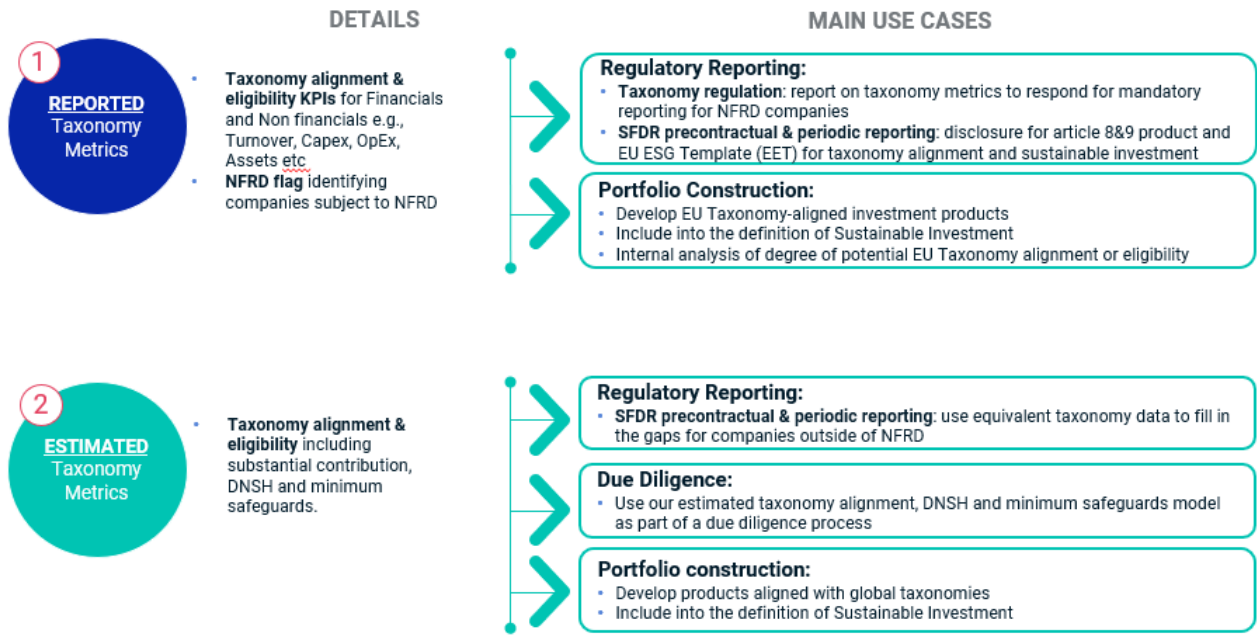 DETAILS
MAIN USE CASES
1
REPORTED
Taxonomy
Metrics
• Taxonomy alignment &
eligibility KPIs for Financials
and Non financials e.g.,
Turnover, Capex, OpEx,
Assets etc
• NFRD flag identifying
companies subject to NFRD
Regulatory Reporting:
• Taxonomy regulation: report on taxonomy metrics to respond for mandatory
reporting for NFRD companies
• SFDR precontractual & periodic reporting: disclosure for article 8&9 product and
EU ESG Template (EET) for taxonomy alignment and sustainable investment
Portfolio Construction:
• Develop EU Taxonomy-aligned investment products
• Include into the definition of Sustainable Investment
• Internal analysis of degree of potential EU Taxonomy alignment or eligibility
2
ESTIMATED
Taxonomy
Metrics
• Taxonomy alignment &
eligibility including
substantial contribution,
DNSH and minimum
safeguards.
Regulatory Reporting:
• SFDR precontractual & periodic reporting: use equivalent taxonomy data to fill in
the gaps for companies outside of NFRD
Due Diligence:
• Use our estimated taxonomy alignment, DNSH and minimum safeguards model
as part of a due diligence process
Portfolio construction:
• Develop products aligned with global taxonomies
• Include into the definition of Sustainable Investment